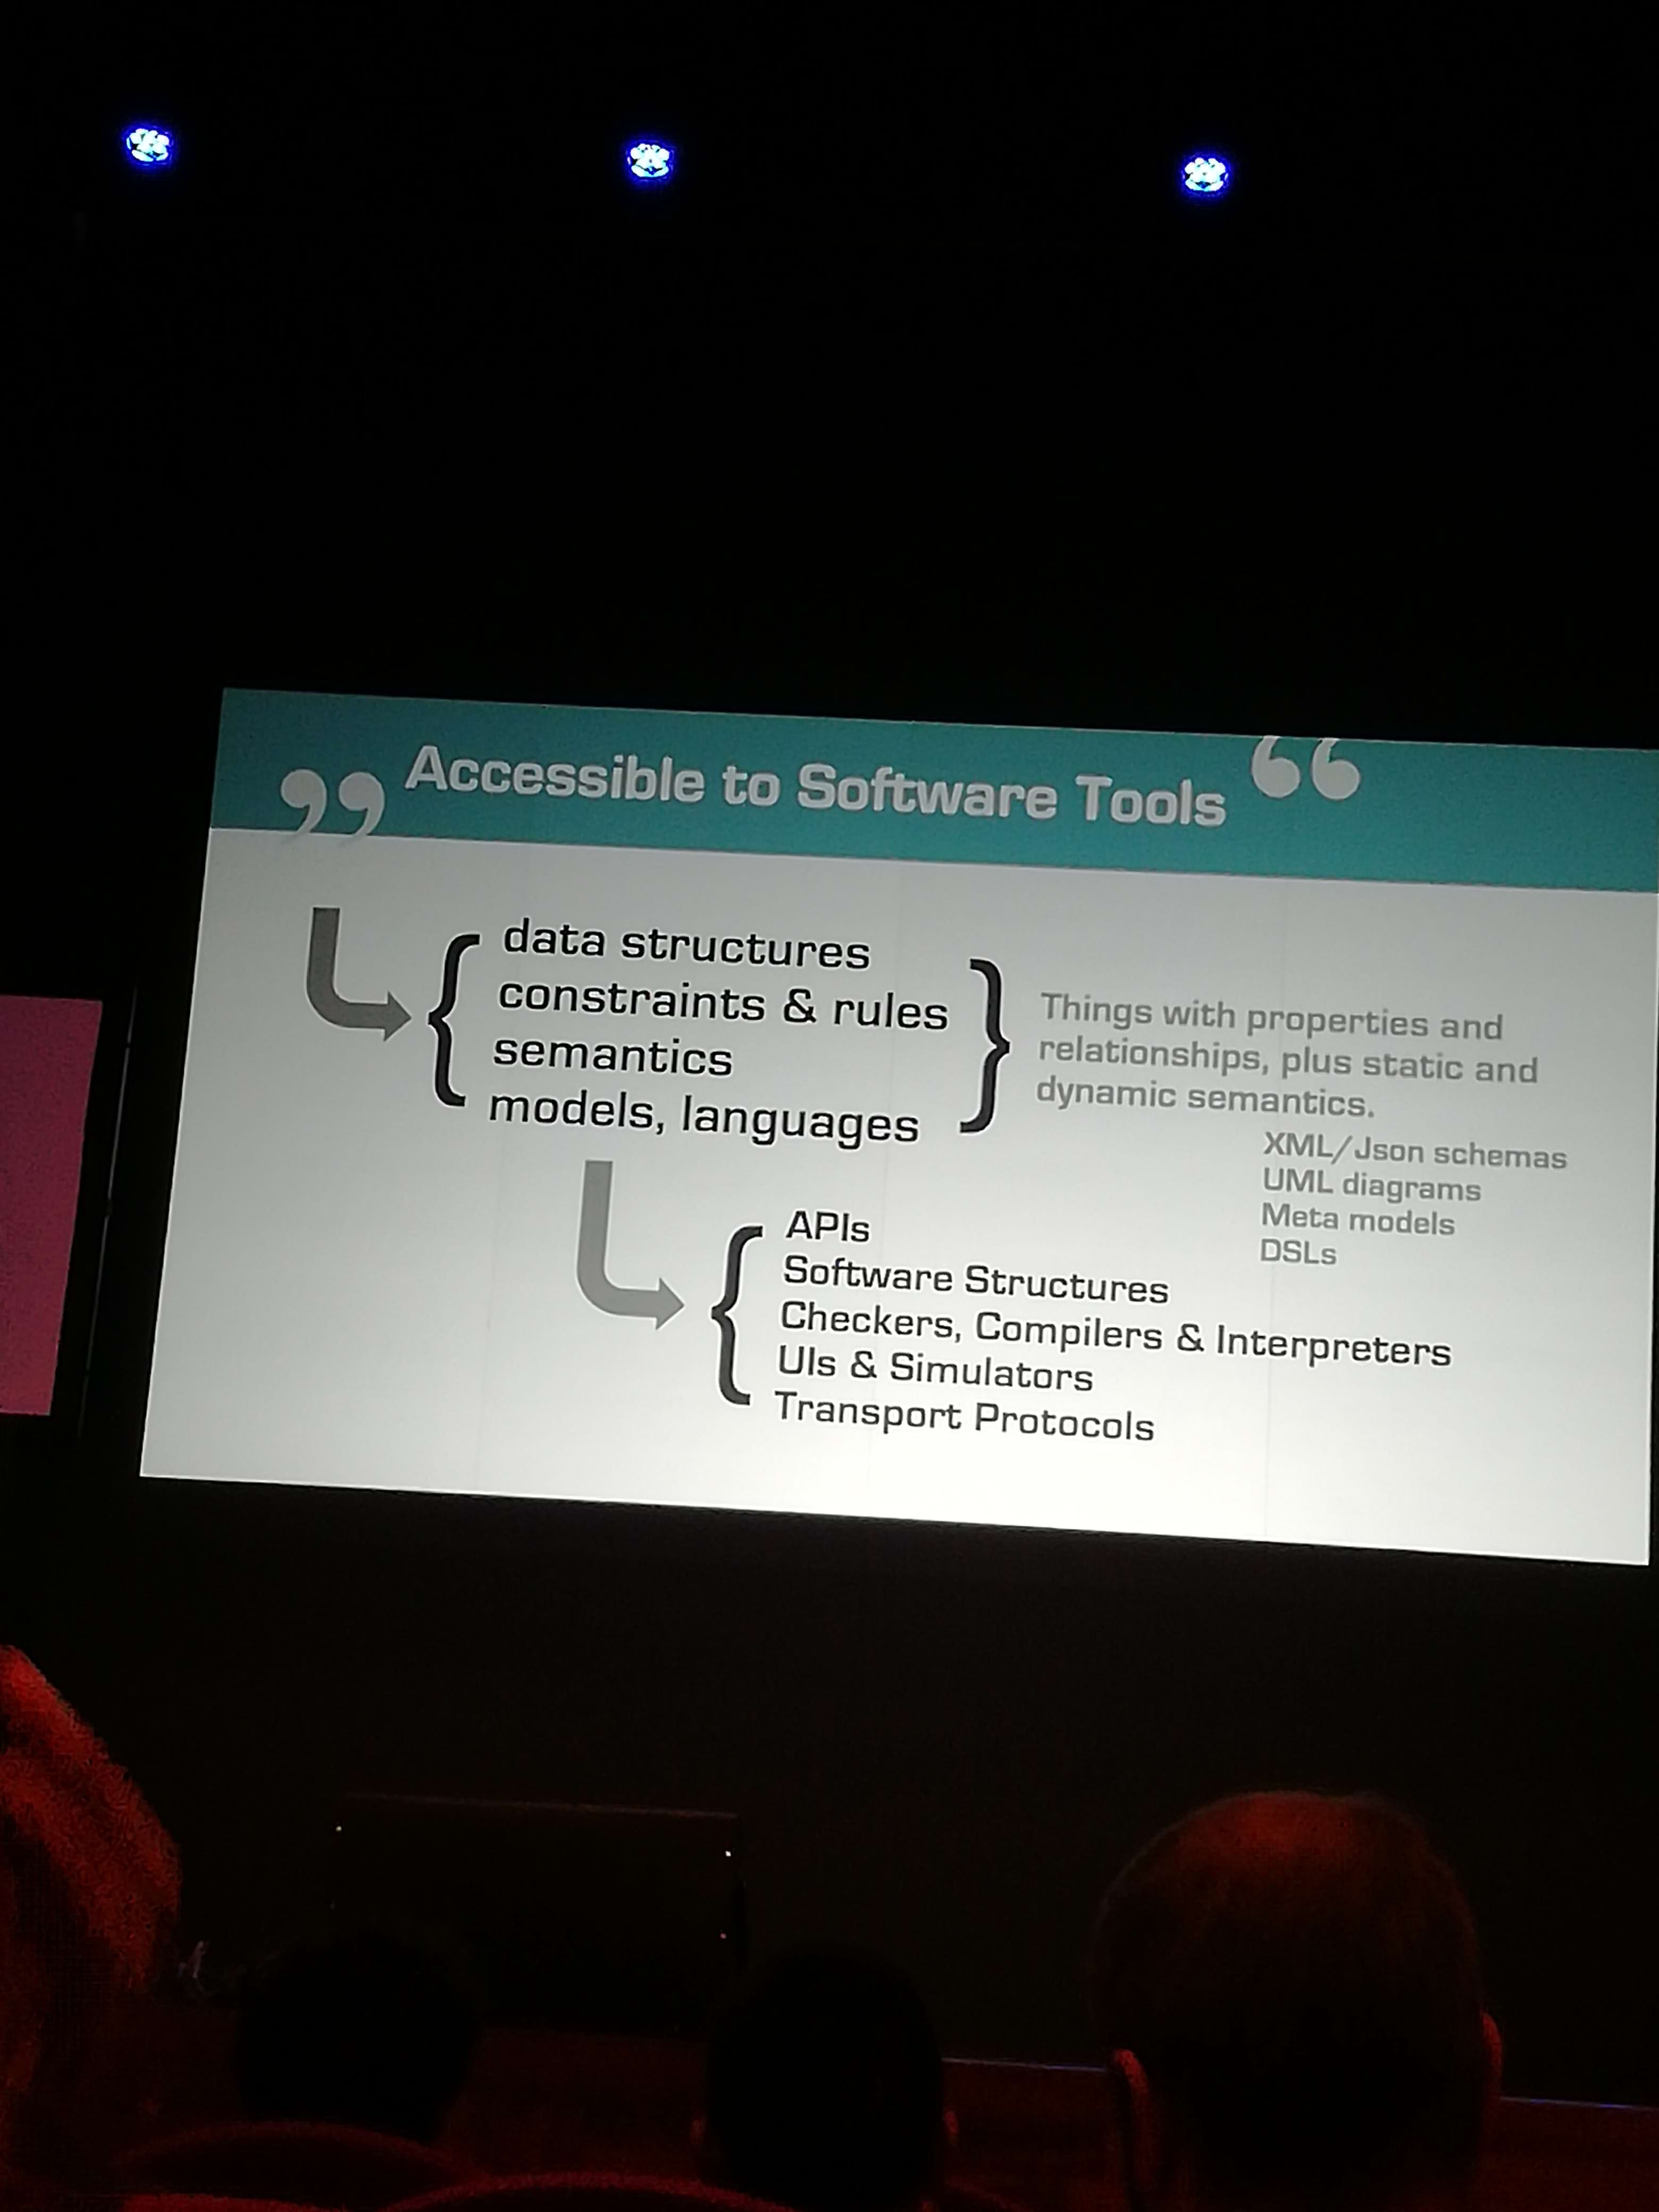 ”Accessible to Software Tools“
data structures
constraints & rules
semantics
models, languages
Things with properties and
relationships, plus static and
dynamic semantics.
XML/Json schemas
UML diagrams
Meta models
DSLs
APIs
Software Structures
Checkers, Compilers & Interpreters
UIs & Simulators
Transport Protocols